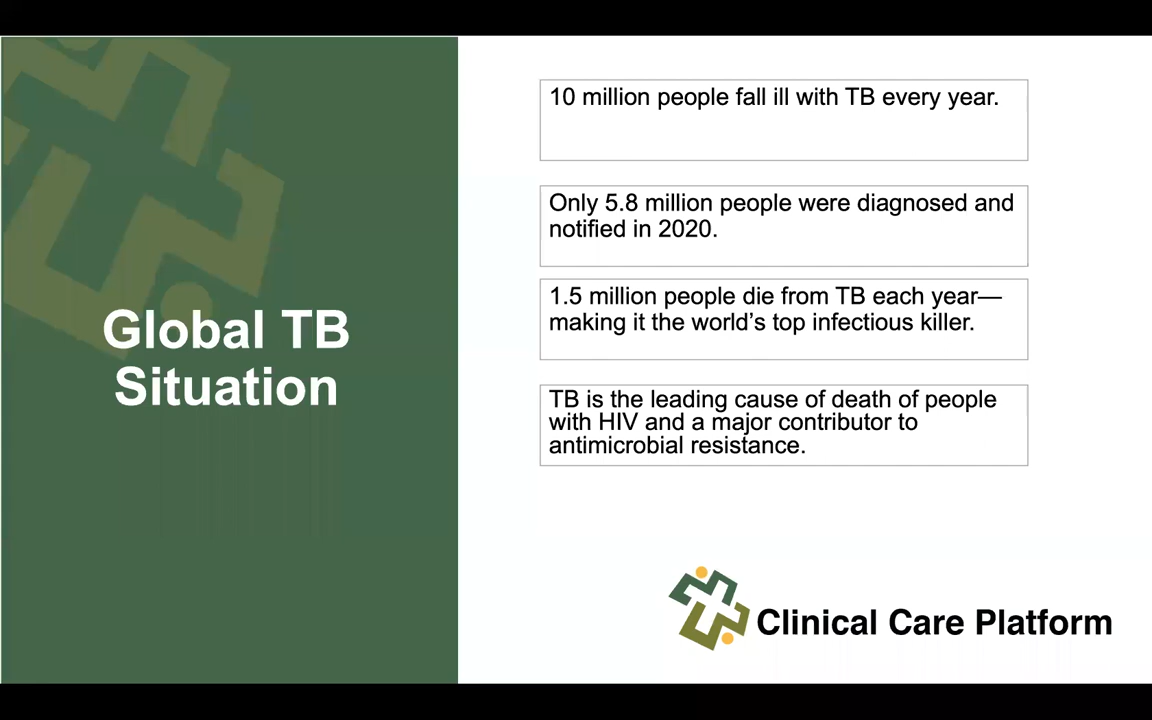 Global TB
Situation
10 million people fall ill with TB every year.
Only 5.8 million people were diagnosed and
notified in 2020.
1.5 million people die from TB each year—
making it the world’s top infectious killer.
TB is the leading cause of death of people
with HIV and a major contributor to
antimicrobial resistance.
Clinical Care Platform